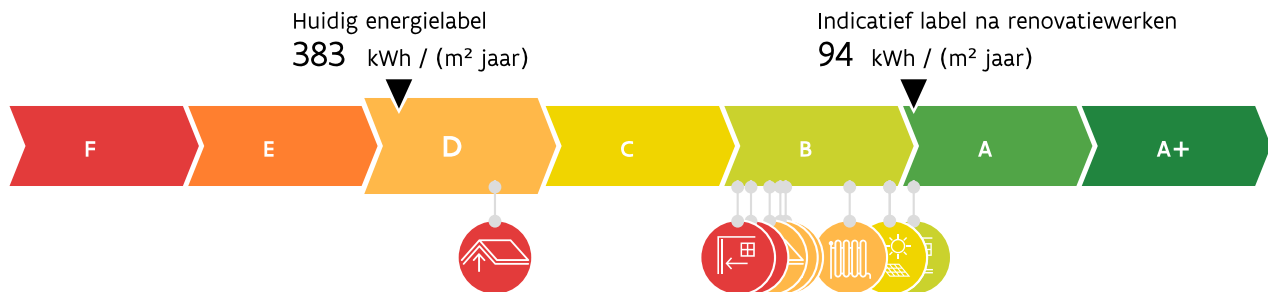 Huidig energielabel
383 kWh / (m² jaar)
Indicatief label na renovatiewerken
94 kWh / (m² jaar)
F E D C B A A+